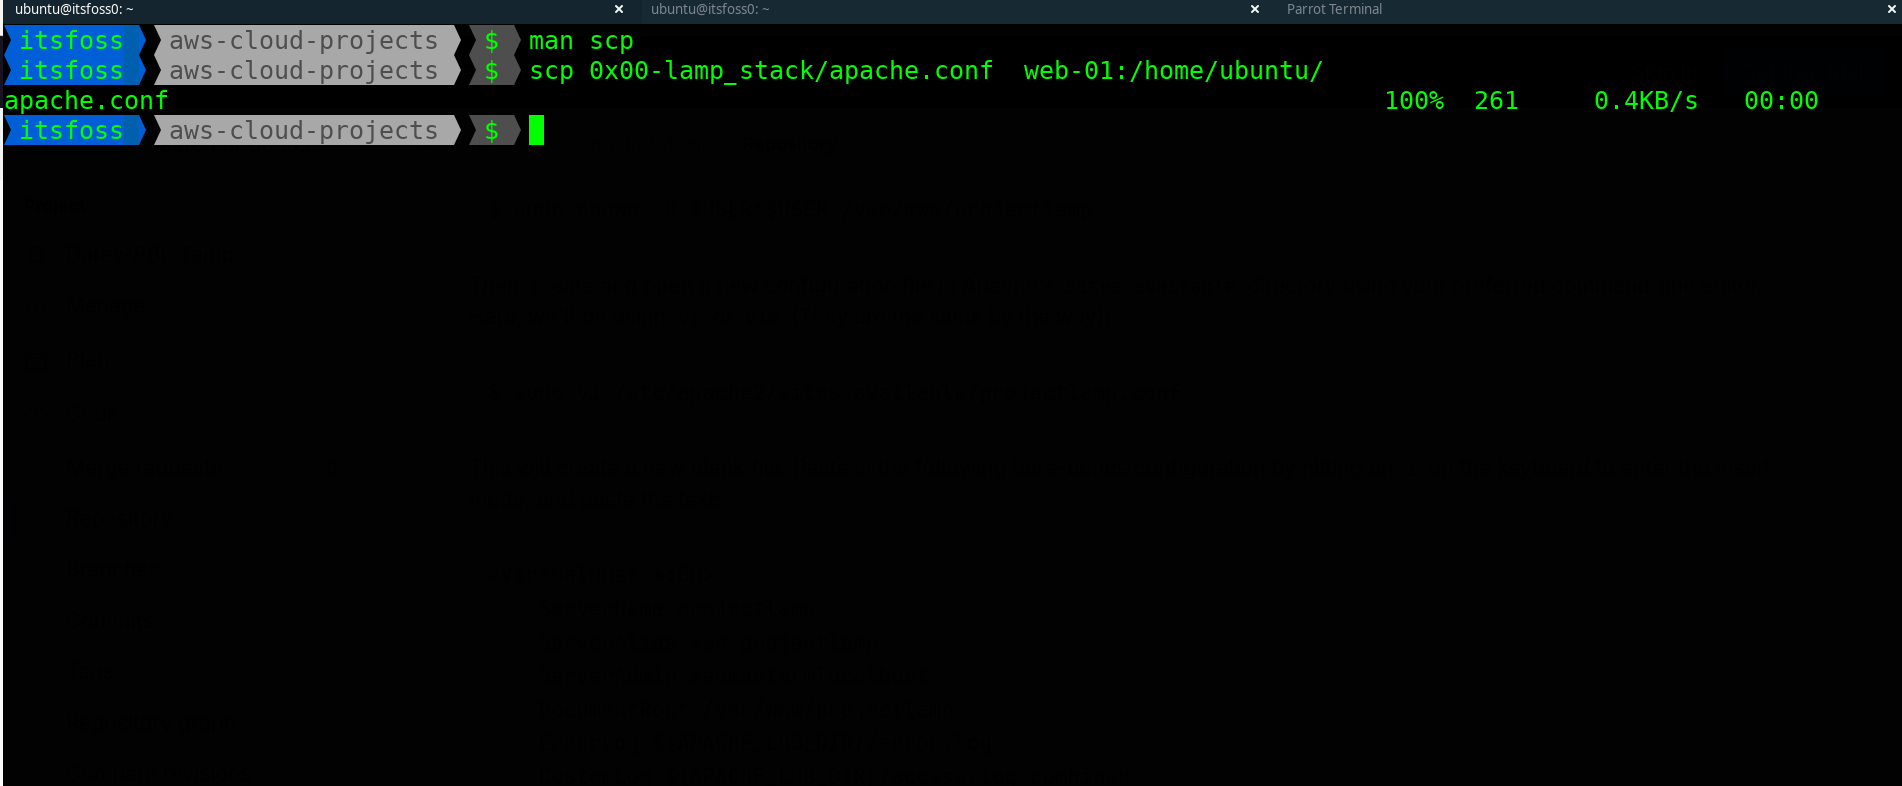 ubuntu@itsfoss0: ~ × ubuntu@itsfoss0: ~ × Parrot Terminal ×
itsfoss aws-cloud-projects $ man scp
itsfoss aws-cloud-projects $ scp 0x00-lamp_stack/apache.conf  web-01:/home/ubuntu/
apache.conf 100% 261 0.4KB/s 00:00
itsfoss aws-cloud-projects $